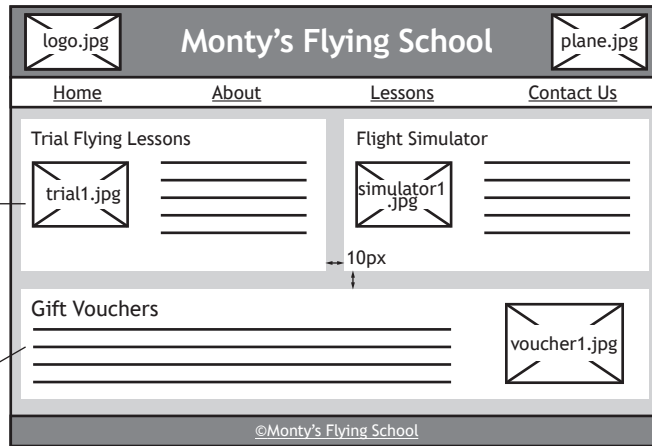 logo.jpg
Monty's Flying School
plane.jpg
Home About Lessons Contact Us
Trial Flying Lessons
trial1.jpg
Flight Simulator
simulator1
.jpg
10px
Gift Vouchers
voucher1.jpg
©Monty's Flying School